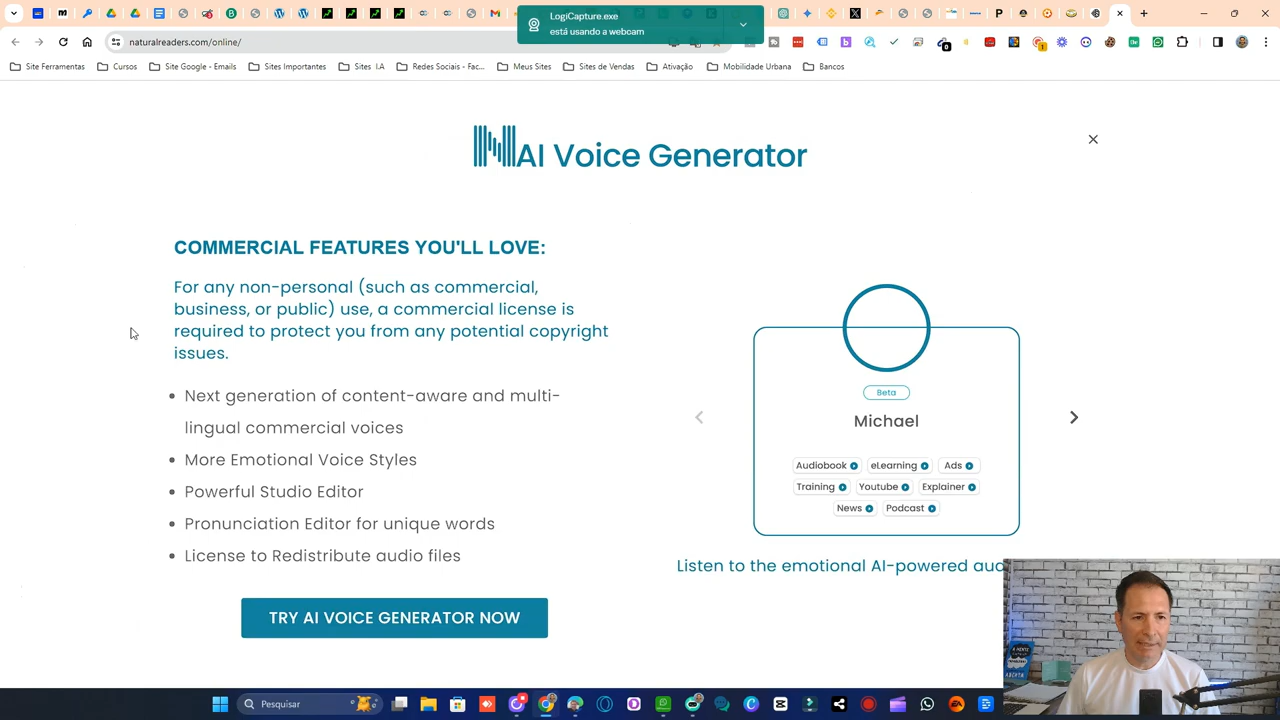 LogiCapture.exe
está usando a webcam
naturalreaders.com/online/
Site Ferramentas
Cursos
Site Google - Emails
Sites Importantes
Sites I.A
Redes Sociais - Fac...
Meus Sites
Sites de Vendas
Ativação
Mobilidade Urbana
Bancos
AI Voice Generator
COMMERCIAL FEATURES YOU'LL LOVE:
For any non-personal (such as commercial,
business, or public) use, a commercial license is
required to protect you from any potential copyright
issues.
Next generation of content-aware and multi-
lingual commercial voices
More Emotional Voice Styles
Powerful Studio Editor
Pronunciation Editor for unique words
License to Redistribute audio files
TRY AI VOICE GENERATOR NOW
Beta
Michael
Audiobook eLearning Ads
Training Youtube Explainer
News Podcast
Listen to the emotional AI-powered
Pesquisar